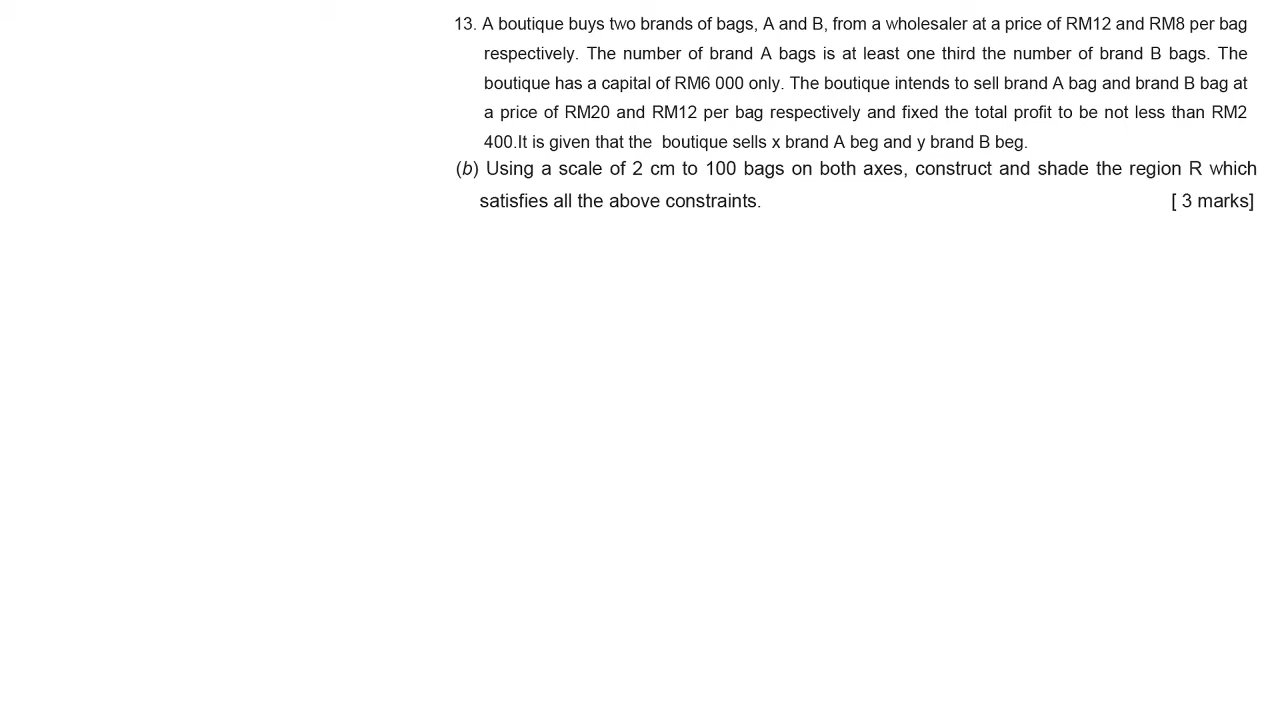 13. A boutique buys two brands of bags, A and B, from a wholesaler at a price of RM12 and RM8 per bag
respectively. The number of brand A bags is at least one third the number of brand B bags. The
boutique has a capital of RM6 000 only. The boutique intends to sell brand A bag and brand B bag at
a price of RM20 and RM12 per bag respectively and fixed the total profit to be not less than RM2
400.It is given that the  boutique sells x brand A beg and y brand B beg.
(b) Using a scale of 2 cm to 100 bags on both axes, construct and shade the region R which
satisfies all the above constraints. [ 3 marks]